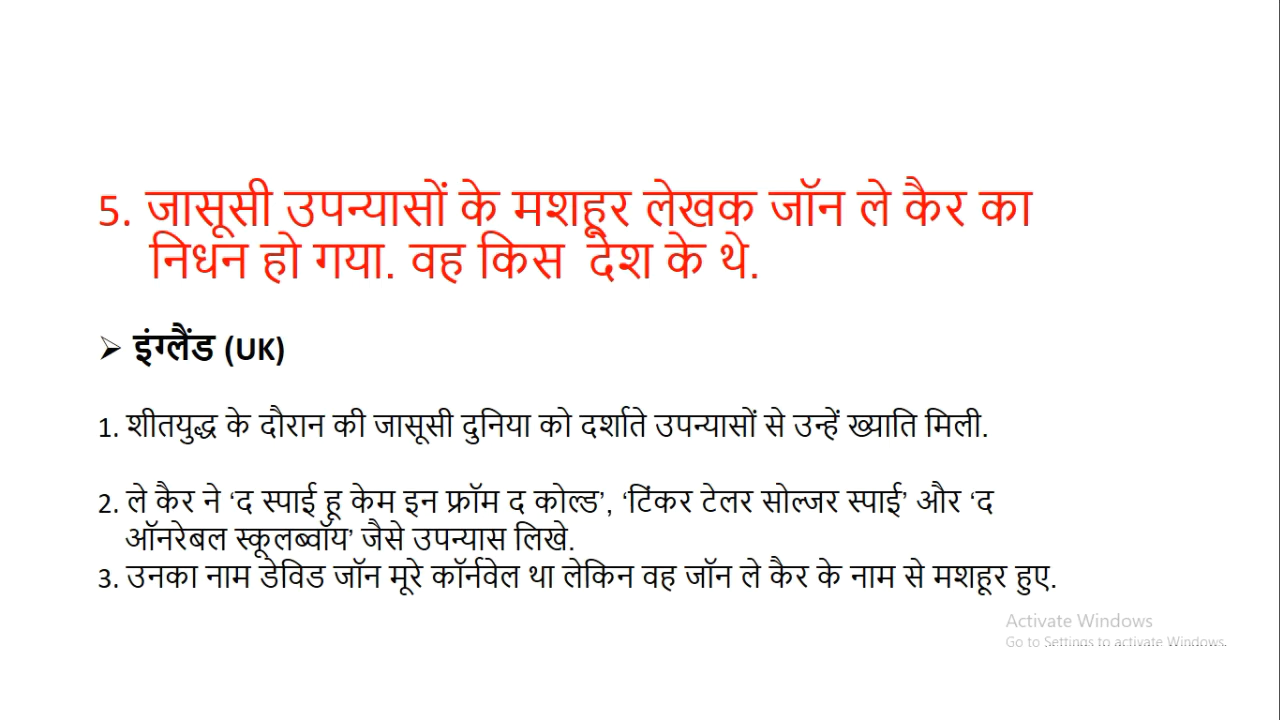 5. जासूसी उपन्यासों के मशहूर लेखक जॉन ले कैर का
निधन हो गया. वह किस देश के थे.
➢ इंग्लैंड (UK)
1. शीतयुद्ध के दौरान की जासूसी दुनिया को दर्शाते उपन्यासों से उन्हें ख्याति मिली.
2. ले कैर ने ‘द स्पाई हू केम इन फ्रॉम द कोल्ड’, ‘टिंकर टेलर सोल्जर स्पाई’ और ‘द
ऑनरेबल स्कूलब्वॉय’ जैसे उपन्यास लिखे.
3. उनका नाम डेविड जॉन मूरे कॉर्नवेल था लेकिन वह जॉन ले कैर के नाम से मशहूर हुए.
Activate Windows
Go to Settings to activate Windows.